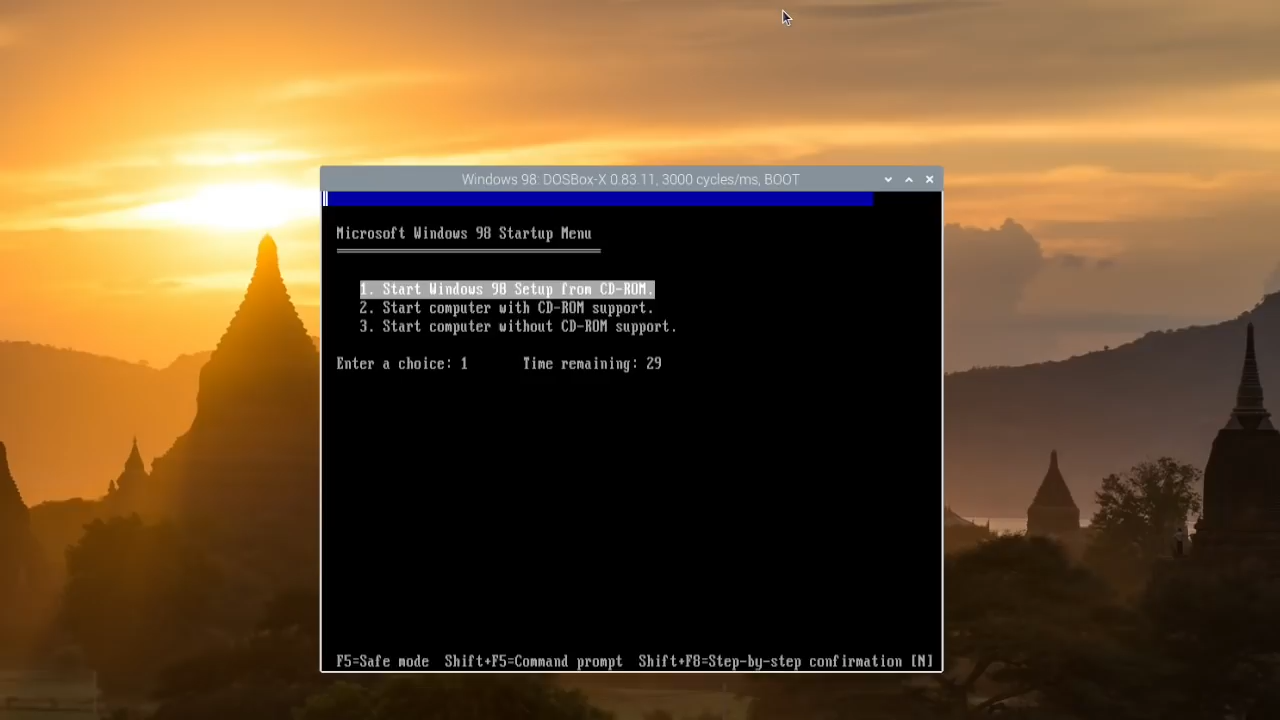 Windows 98: DOSBox-X 0.83.11, 3000 cycles/ms, BOOT
Microsoft Windows 98 Startup Menu
1. Start Windows 98 Setup from CD-ROM.
2. Start computer with CD-ROM support.
3. Start computer without CD-ROM support.
Enter a choice: 1 Time remaining: 29
F5=Safe mode Shift+F5=Command prompt Shift+F8=Step-by-step confirmation [N]